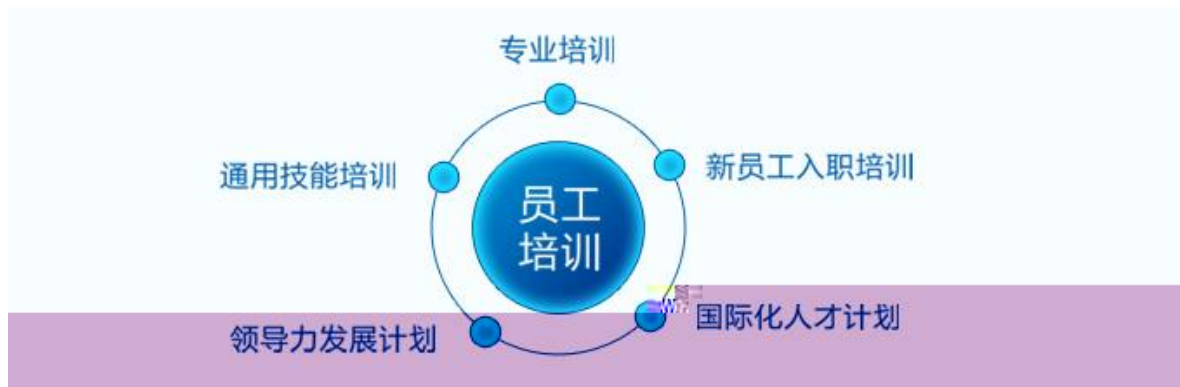 专业培训
通用技能培训
新员工入职培训
员工
培训
国际化人才计划
领导力发展计划